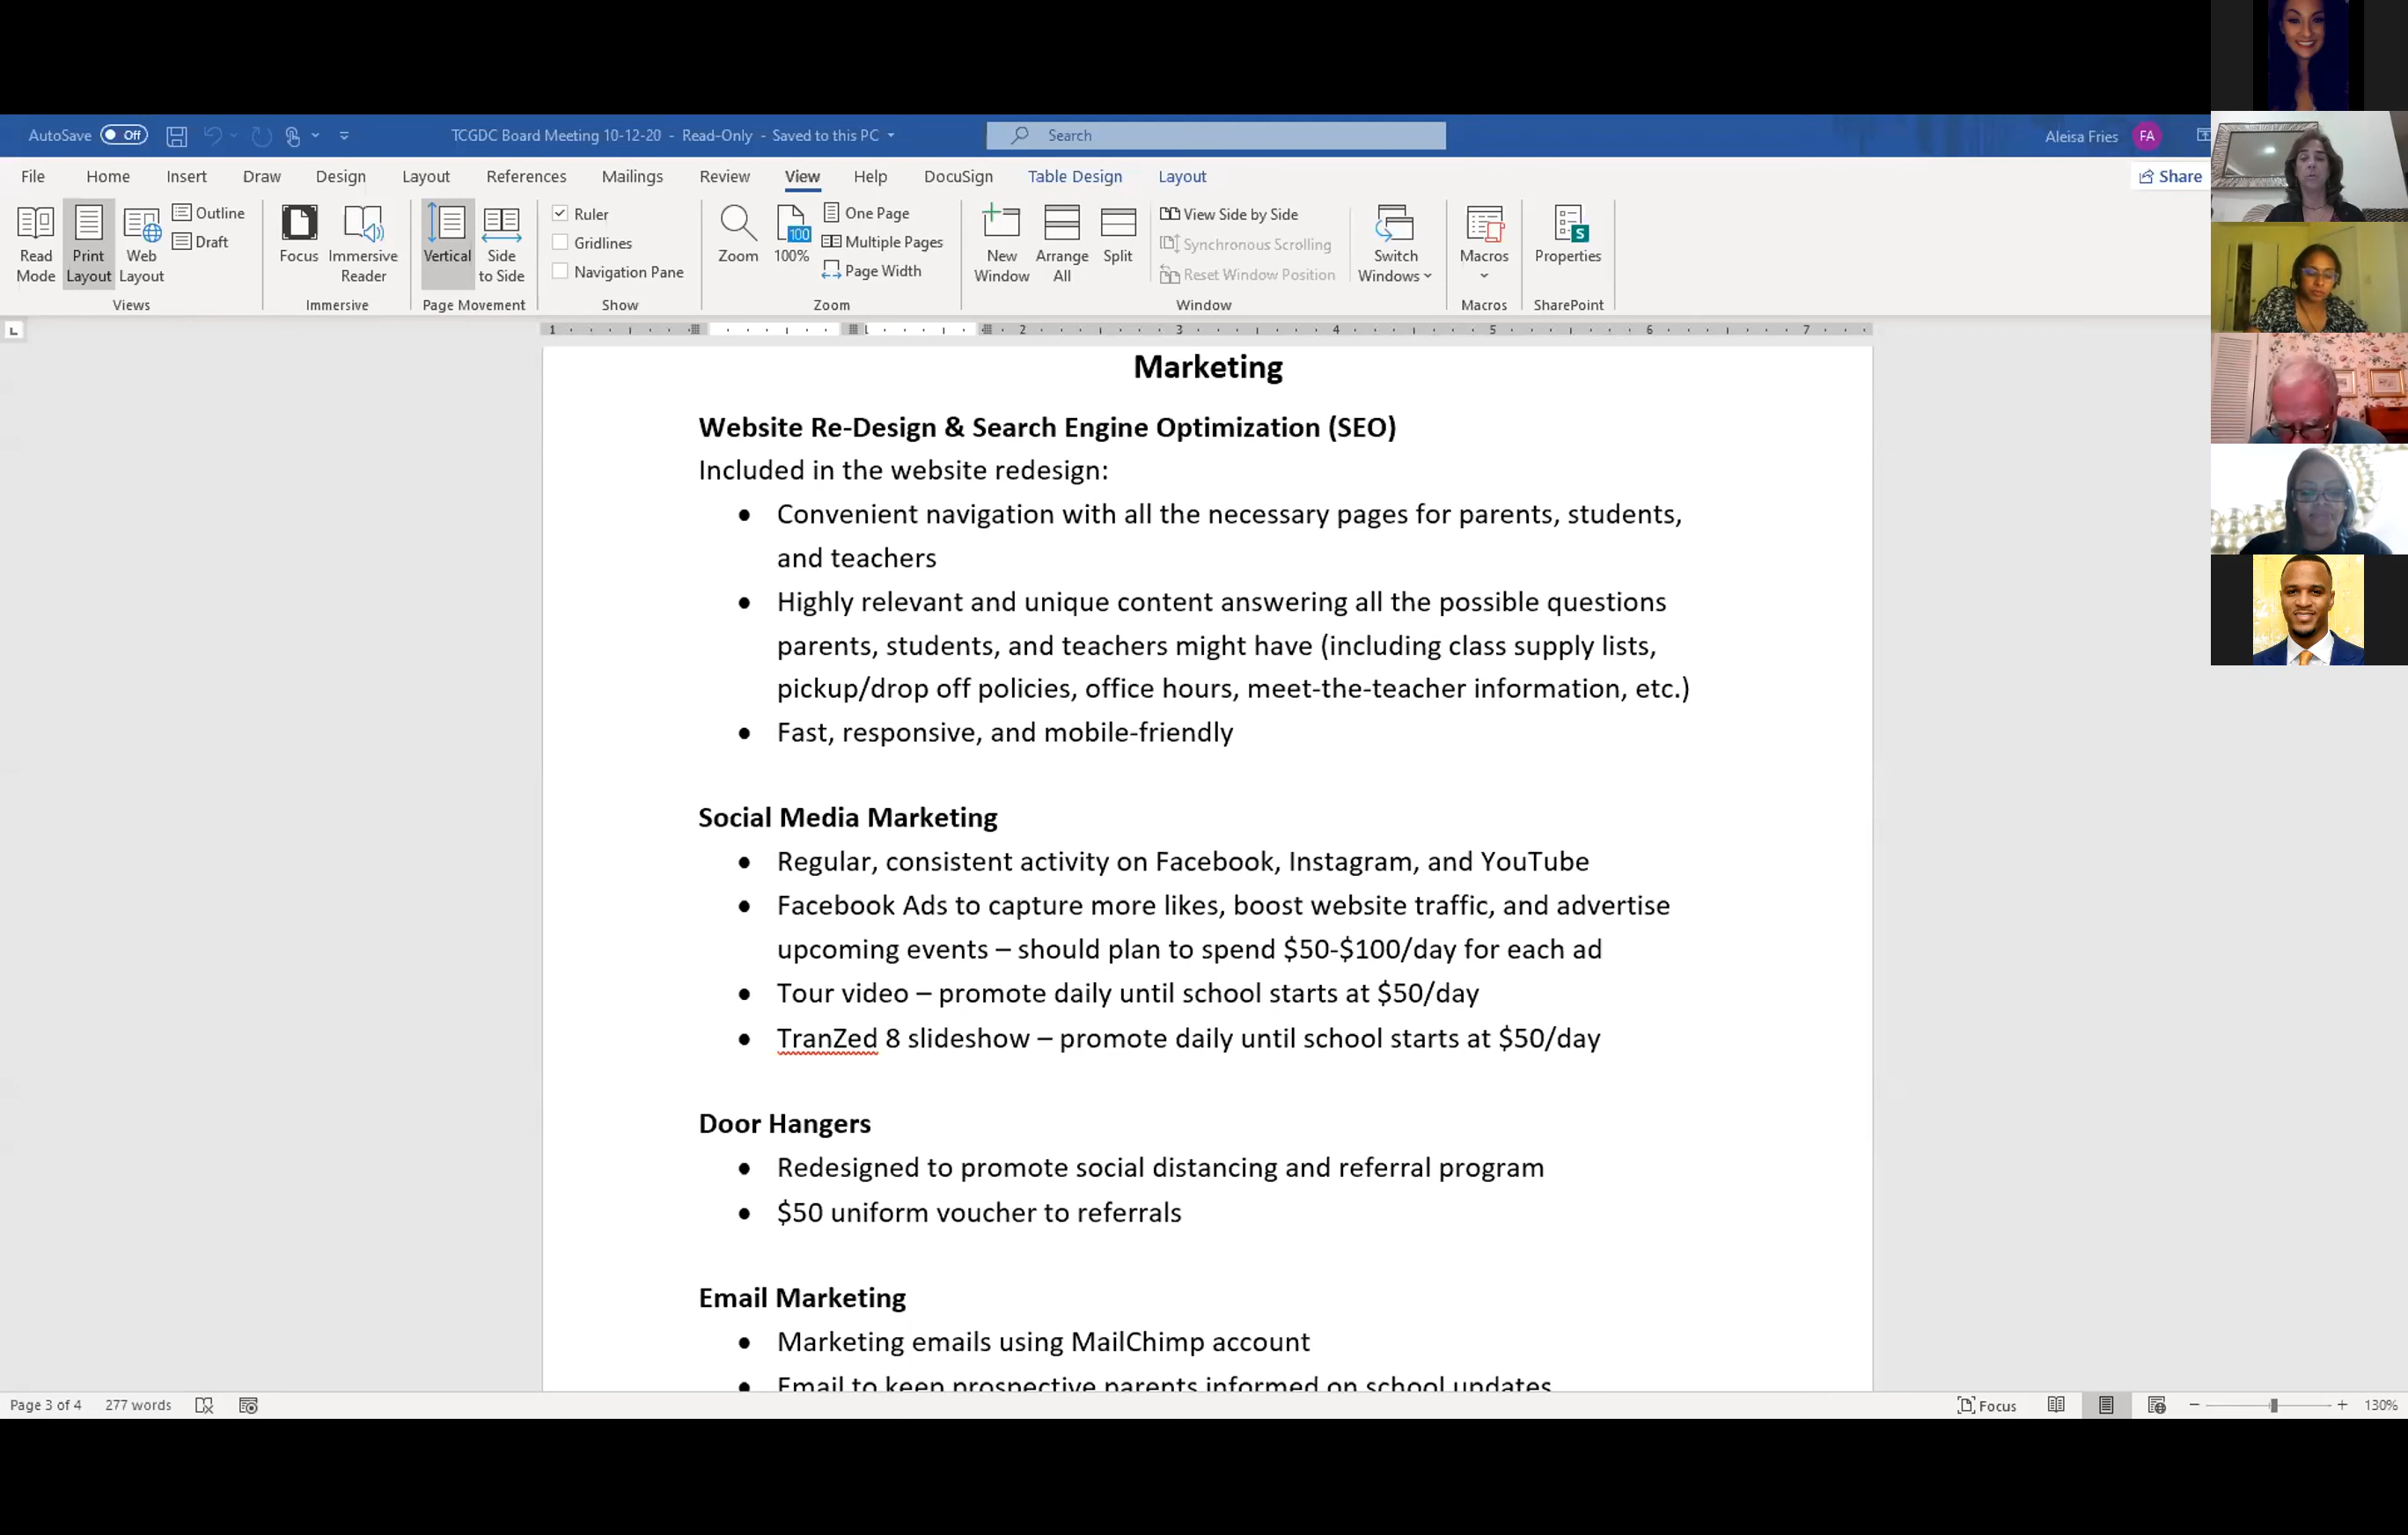 AutoSave Off TCGDC Board Meeting 10-12-20 - Read-Only - Saved to this PC Search Aleisa Fries FA
File Home Insert Draw Design Layout References Mailings Review View Help DocuSign Table Design Layout Share
Read Mode
Print Layout
Web Layout
Outline
Draft
Views
Focus
Immersive Reader
Immersive
Vertical
Side to Side
Page Movement
Ruler
Gridlines
Navigation Pane
Show
Zoom
100
100%
One Page
Multiple Pages
Page Width
Zoom
New Window
Arrange All
Split
View Side by Side
Synchronous Scrolling
Reset Window Position
Switch Windows
Window
Macros
Macros
S
Properties
SharePoint
L
1 1 2 3 4 5 6 7
Marketing
Website Re-Design & Search Engine Optimization (SEO)
Included in the website redesign:
• Convenient navigation with all the necessary pages for parents, students,
and teachers
• Highly relevant and unique content answering all the possible questions
parents, students, and teachers might have (including class supply lists,
pickup/drop off policies, office hours, meet-the-teacher information, etc.)
• Fast, responsive, and mobile-friendly
Social Media Marketing
• Regular, consistent activity on Facebook, Instagram, and YouTube
• Facebook Ads to capture more likes, boost website traffic, and advertise
upcoming events – should plan to spend $50-$100/day for each ad
• Tour video – promote daily until school starts at $50/day
• TranZed 8 slideshow – promote daily until school starts at $50/day
Door Hangers
• Redesigned to promote social distancing and referral program
• $50 uniform voucher to referrals
Email Marketing
• Marketing emails using MailChimp account
• Email to keep prospective parents informed on school updates
Page 3 of 4 277 words Focus 130%